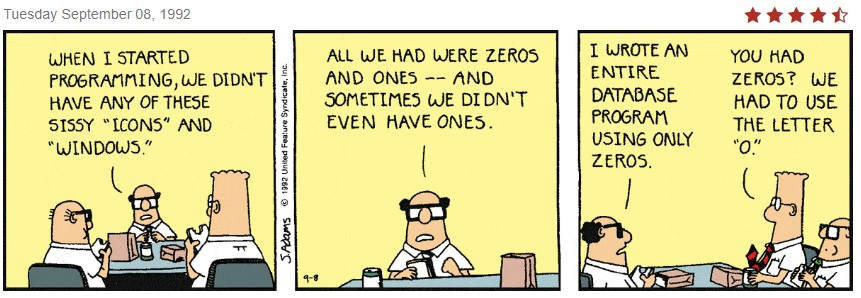 Tuesday September 08, 1992
WHEN I STARTED
PROGRAMMING, WE DIDN'T
HAVE ANY OF THESE
SISSY "ICONS" AND
"WINDOWS."
S.Adams © 1992 United Feature Syndicate, Inc.
ALL WE HAD WERE ZEROS
AND ONES -- AND
SOMETIMES WE DIDN'T
EVEN HAVE ONES.
9-8
I WROTE AN
ENTIRE
DATABASE
PROGRAM
USING ONLY
ZEROS.
YOU HAD
ZEROS? WE
HAD TO USE
THE LETTER
"O."